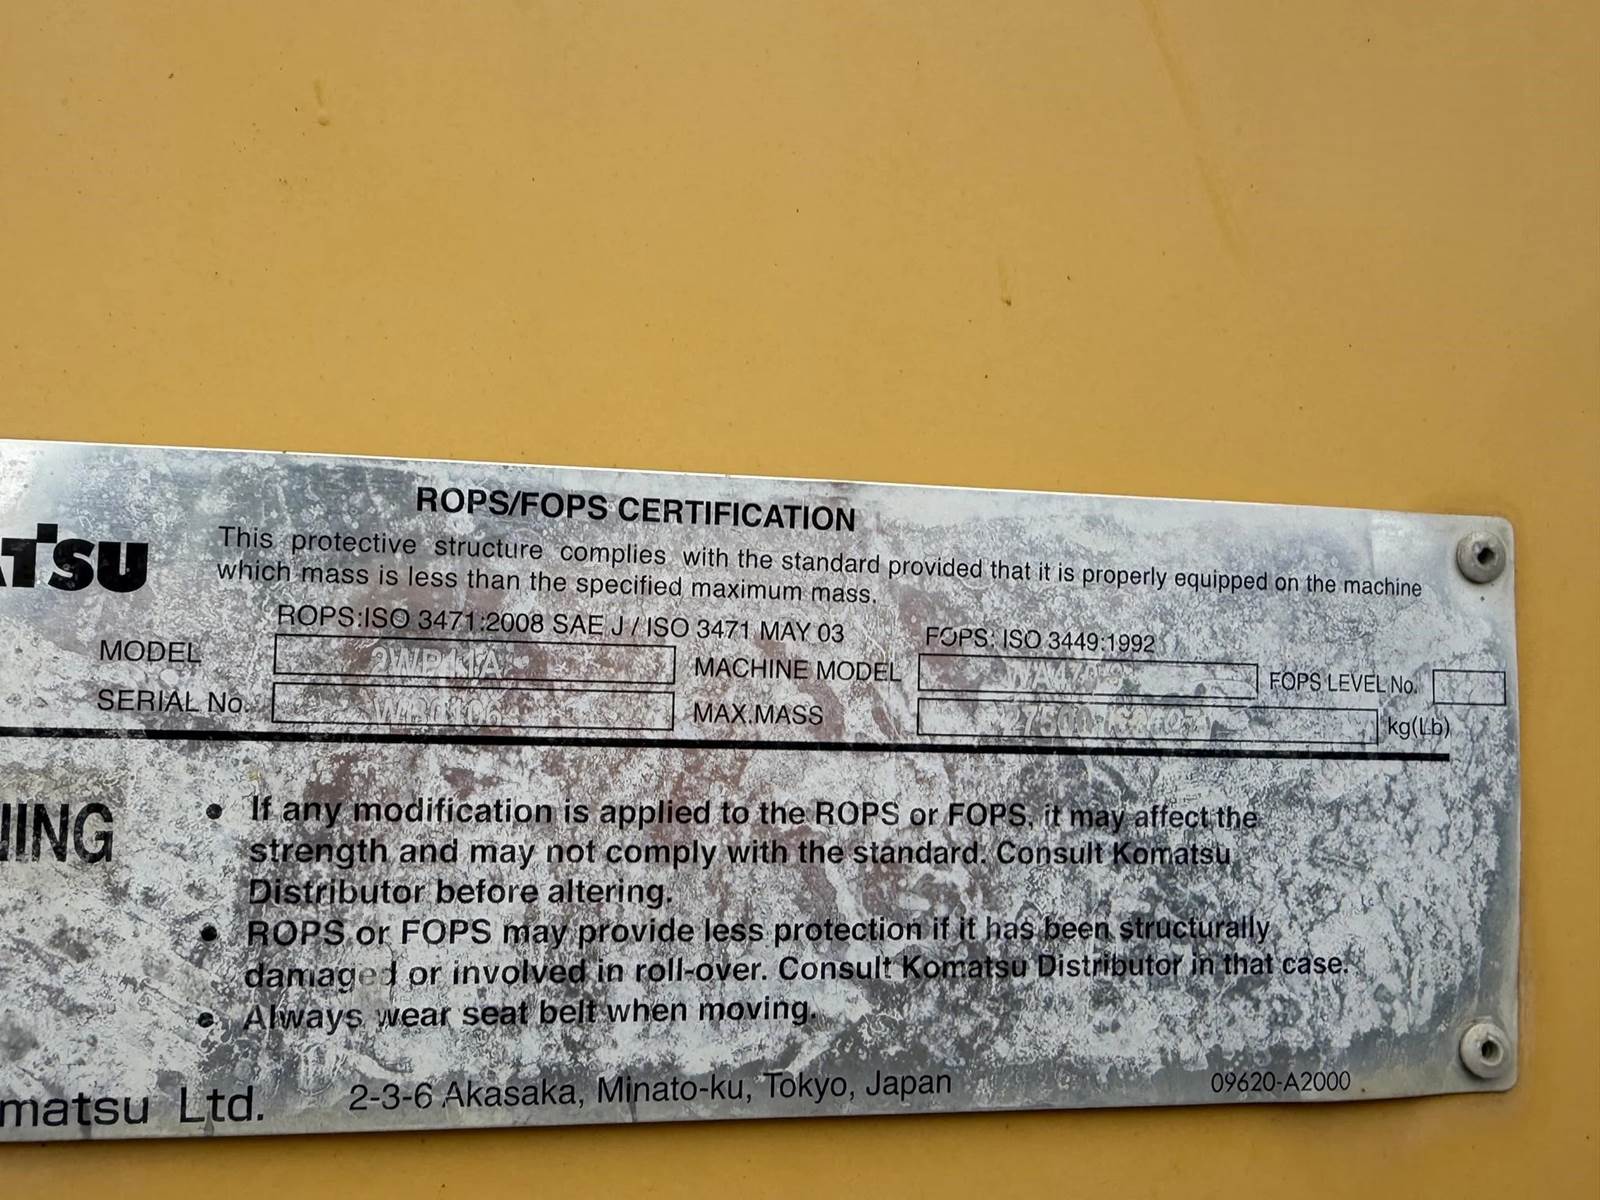 ATSU
ROPS/FOPS CERTIFICATION
This protective structure complies with the standard provided that it is properly equipped on the machine
which mass is less than the specified maximum mass.
ROPS:ISO 3471:2008 SAE J / ISO 3471 MAY 03 FOPS: ISO 3449:1992
MODEL 2WP11A MACHINE MODEL FOPS LEVEL No.
SERIAL No. WB0106 MAX.MASS 27500 kg(Lb)
NING
• If any modification is applied to the ROPS or FOPS, it may affect the
strength and may not comply with the standard. Consult Komatsu
Distributor before altering.
• ROPS or FOPS may provide less protection if it has been structurally
damaged or involved in roll-over. Consult Komatsu Distributor in that case.
• Always wear seat belt when moving.
matsu Ltd. 2-3-6 Akasaka, Minato-ku, Tokyo, Japan 09620-A2000